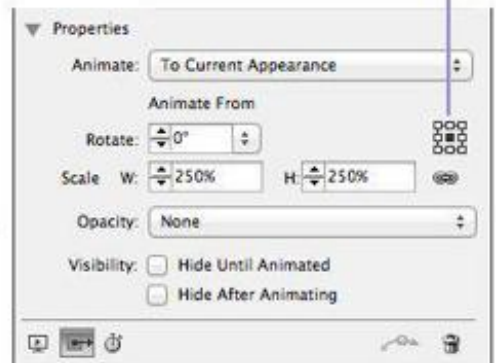 Properties
Animate: To Current Appearance
Animate From
Rotate: 0°
Scale W: 250% H: 250%
Opacity: None
Visibility: Hide Until Animated
Hide After Animating